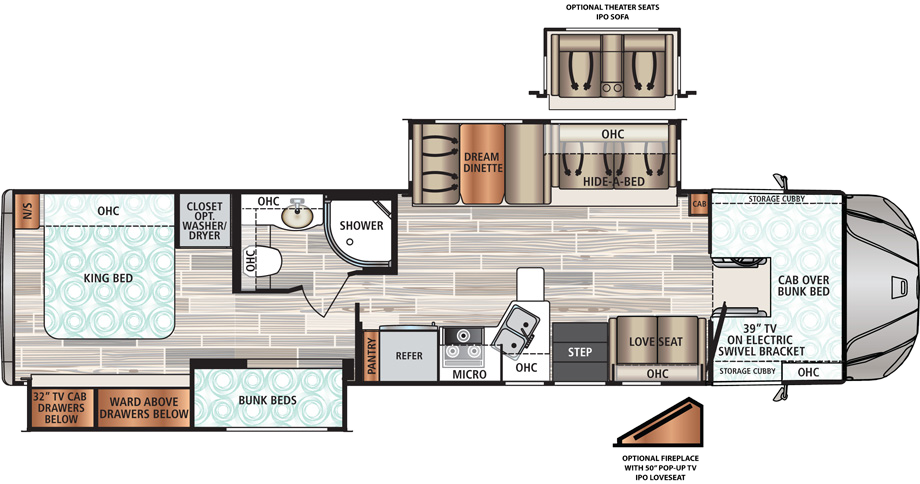 OPTIONAL THEATER SEATS
IPO SOFA
DREAM
DINETTE
OHC
HIDE-A-BED
N/S
OHC
KING BED
CLOSET
OPT.
WASHER/
DRYER
OHC
OHC
SHOWER
CAB
STORAGE CUBBY
CAB OVER
BUNK BED
39” TV
ON ELECTRIC
SWIVEL BRACKET
STORAGE CUBBY
OHC
PANTRY
REFER
MICRO
OHC
STEP
LOVE SEAT
OHC
32” TV CAB
DRAWERS
BELOW
WARD ABOVE
DRAWERS BELOW
BUNK BEDS
OPTIONAL FIREPLACE
WITH 50” POP-UP TV
IPO LOVESEAT